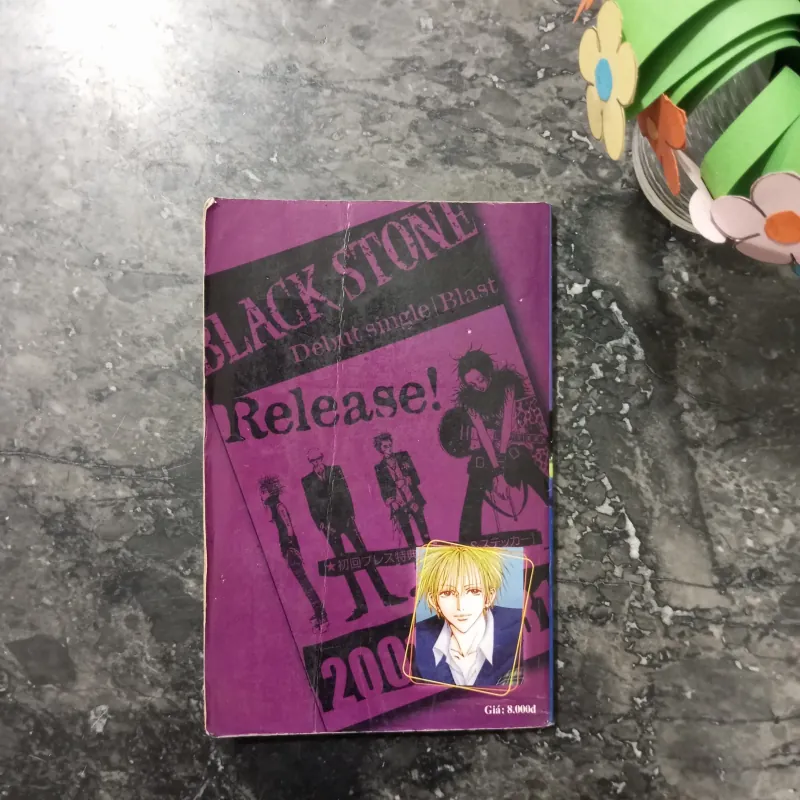 BLACK STONE
Debut single | Blast
Release!
★初回プレス特典
Sステッカー!
200
Giá: 8.000đ